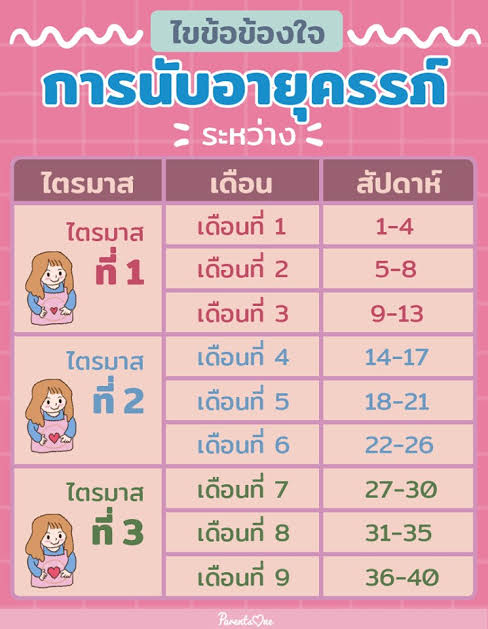 ไขข้อข้องใจ
การนับอายุครรภ์
ระหว่าง
ไตรมาส เดือน สัปดาห์
ไตรมาส ที่ 1
เดือนที่ 1 1-4
เดือนที่ 2 5-8
เดือนที่ 3 9-13
ไตรมาส ที่ 2
เดือนที่ 4 14-17
เดือนที่ 5 18-21
เดือนที่ 6 22-26
ไตรมาส ที่ 3
เดือนที่ 7 27-30
เดือนที่ 8 31-35
เดือนที่ 9 36-40
ParentsOne